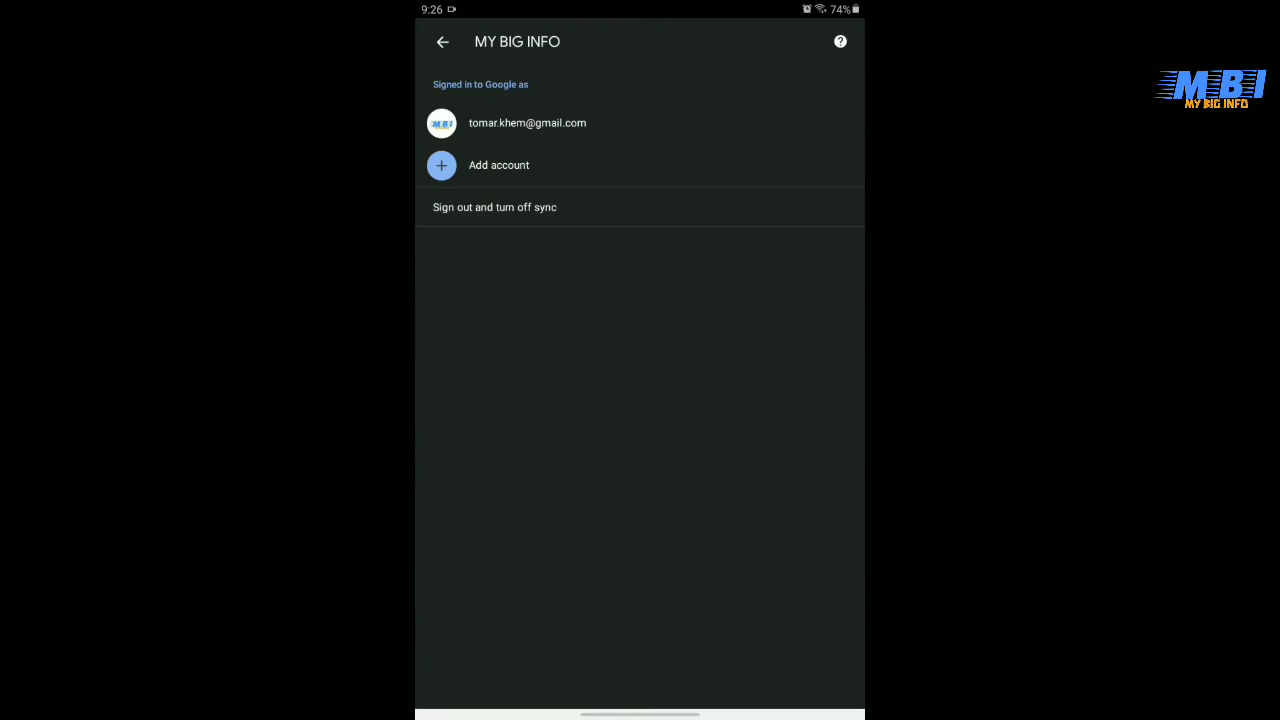 9:26 74%
MY BIG INFO
Signed in to Google as
MBI
tomar.khem@gmail.com
+ Add account
Sign out and turn off sync
MBI
MY BIG INFO